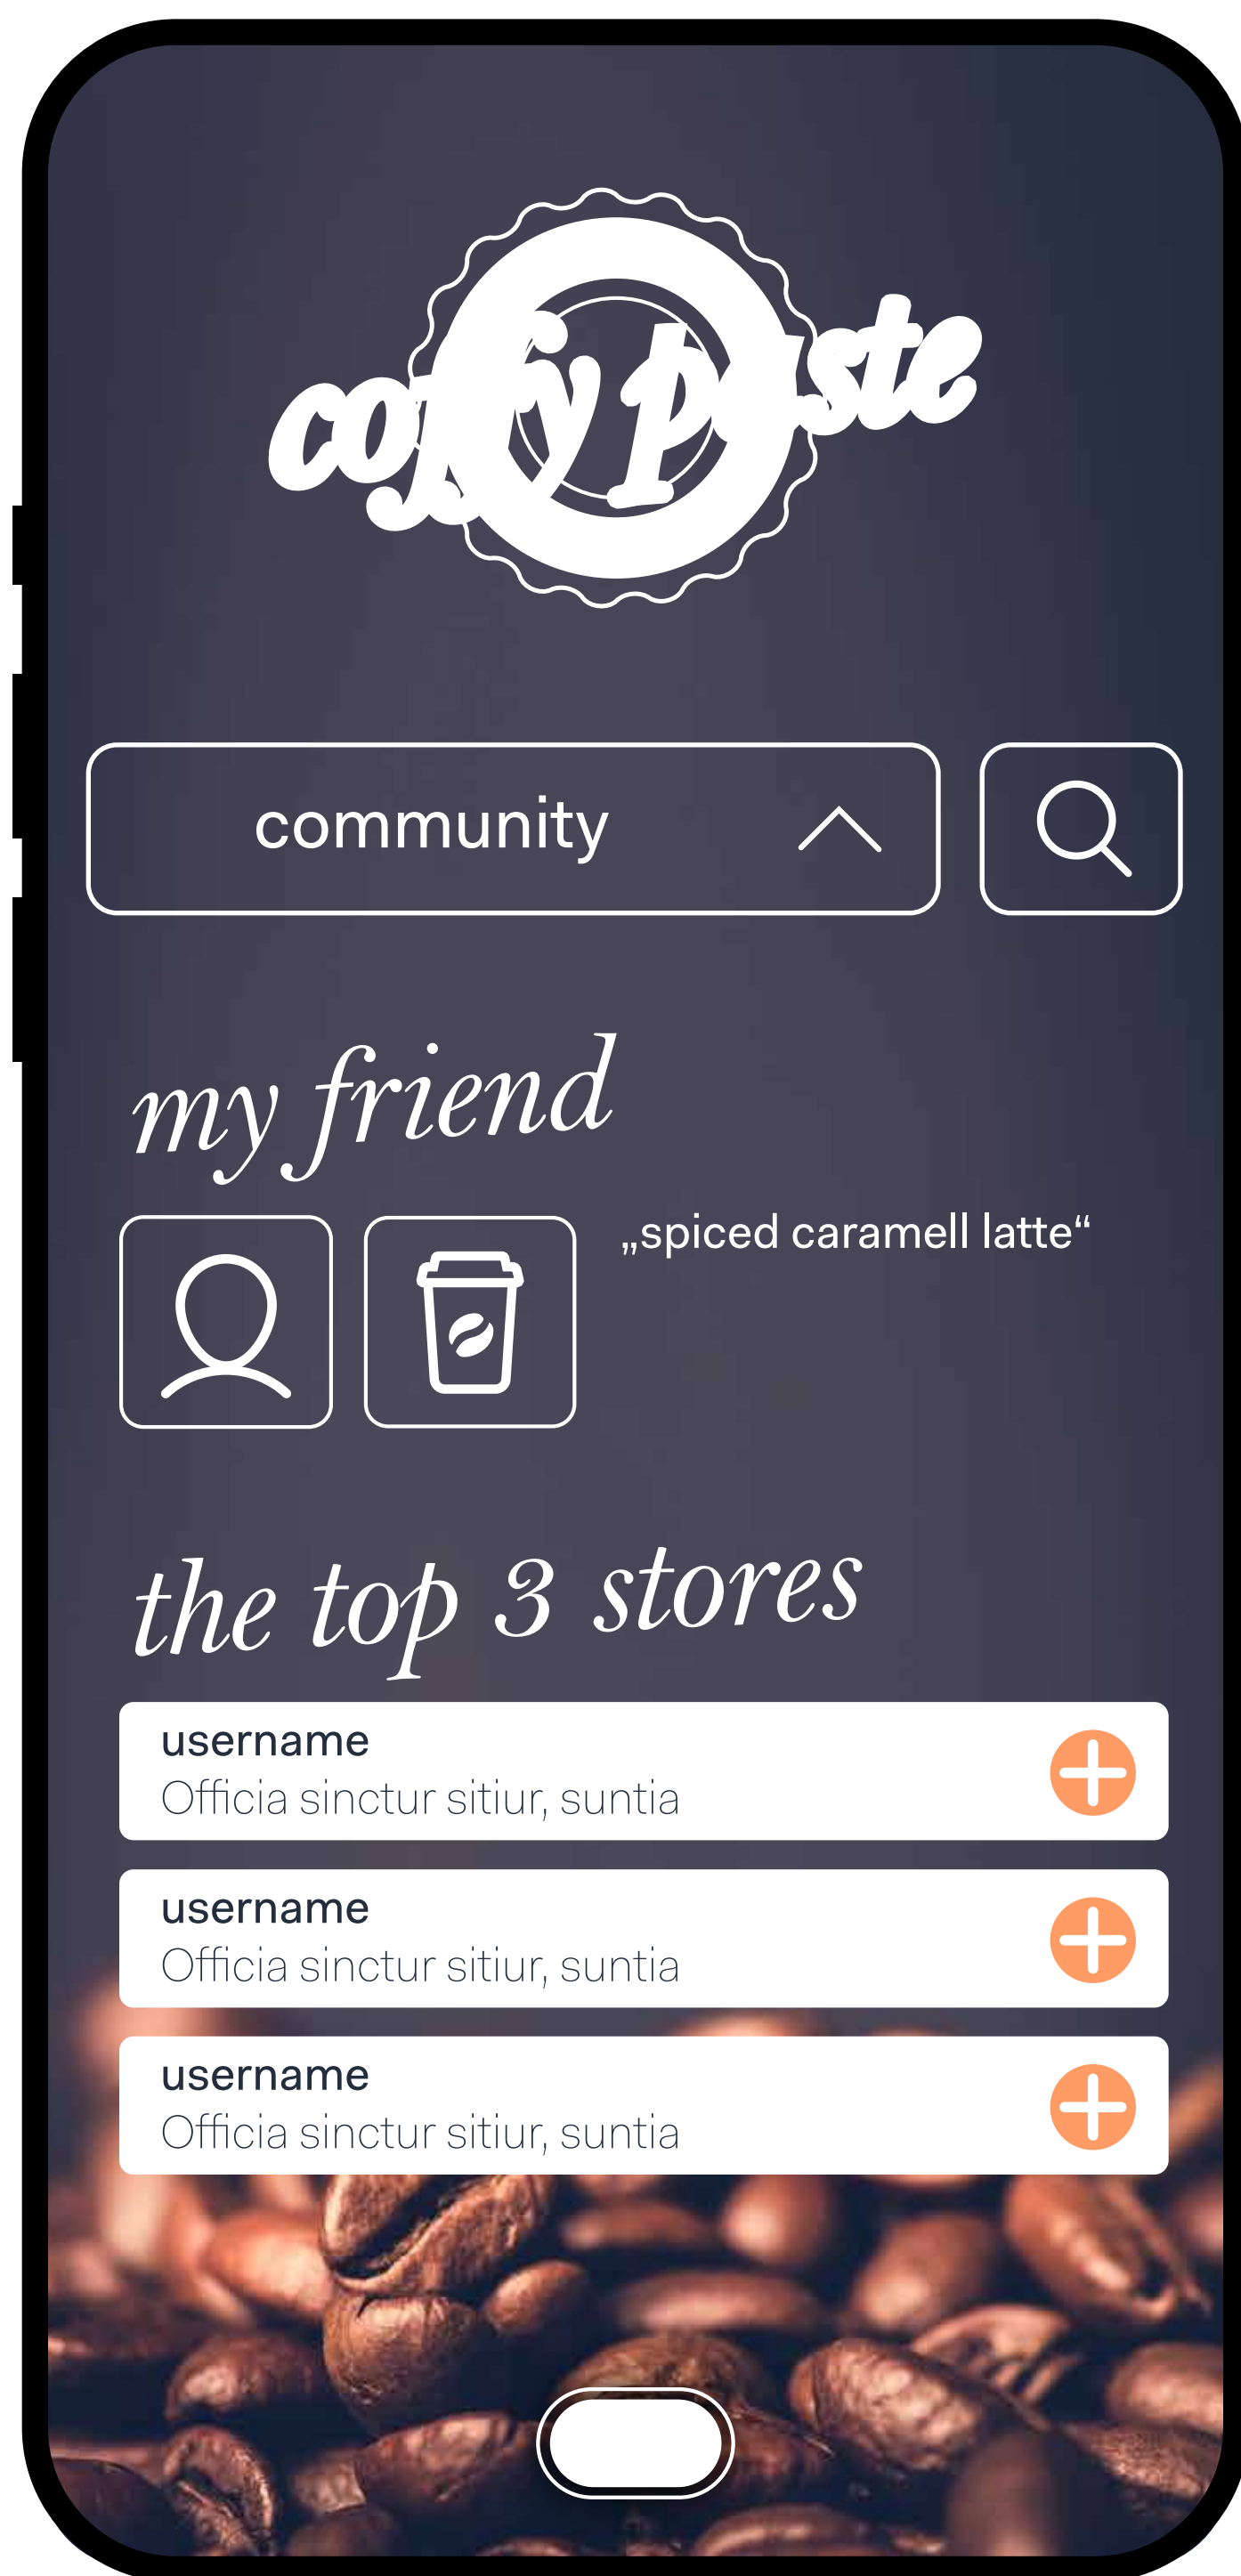 coffy paste
community
my friend
„spiced caramell latte“
the top 3 stores
username
Officia sinctur sitiur, suntia
username
Officia sinctur sitiur, suntia
username
Officia sinctur sitiur, suntia